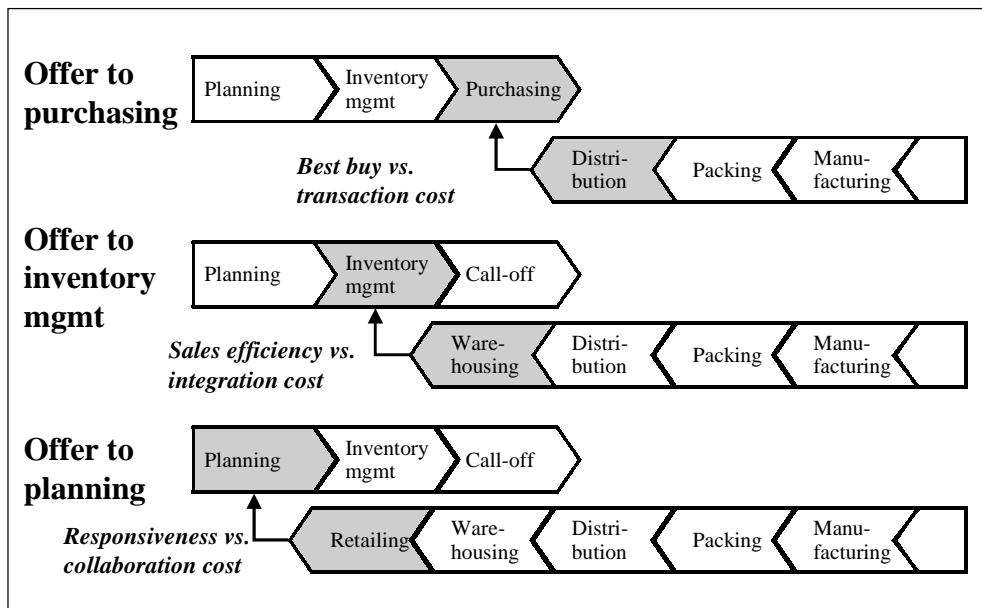 Offer to
purchasing
Planning
Inventory
mgmt
Purchasing
Best buy vs.
transaction cost
Distri-
bution
Packing
Manu-
facturing
Offer to
inventory
mgmt
Planning
Inventory
mgmt
Call-off
Sales efficiency vs.
integration cost
Ware-
housing
Distri-
bution
Packing
Manu-
facturing
Offer to
planning
Planning
Inventory
mgmt
Call-off
Responsiveness vs.
collaboration cost
Retailing
Ware-
housing
Distri-
bution
Packing
Manu-
facturing